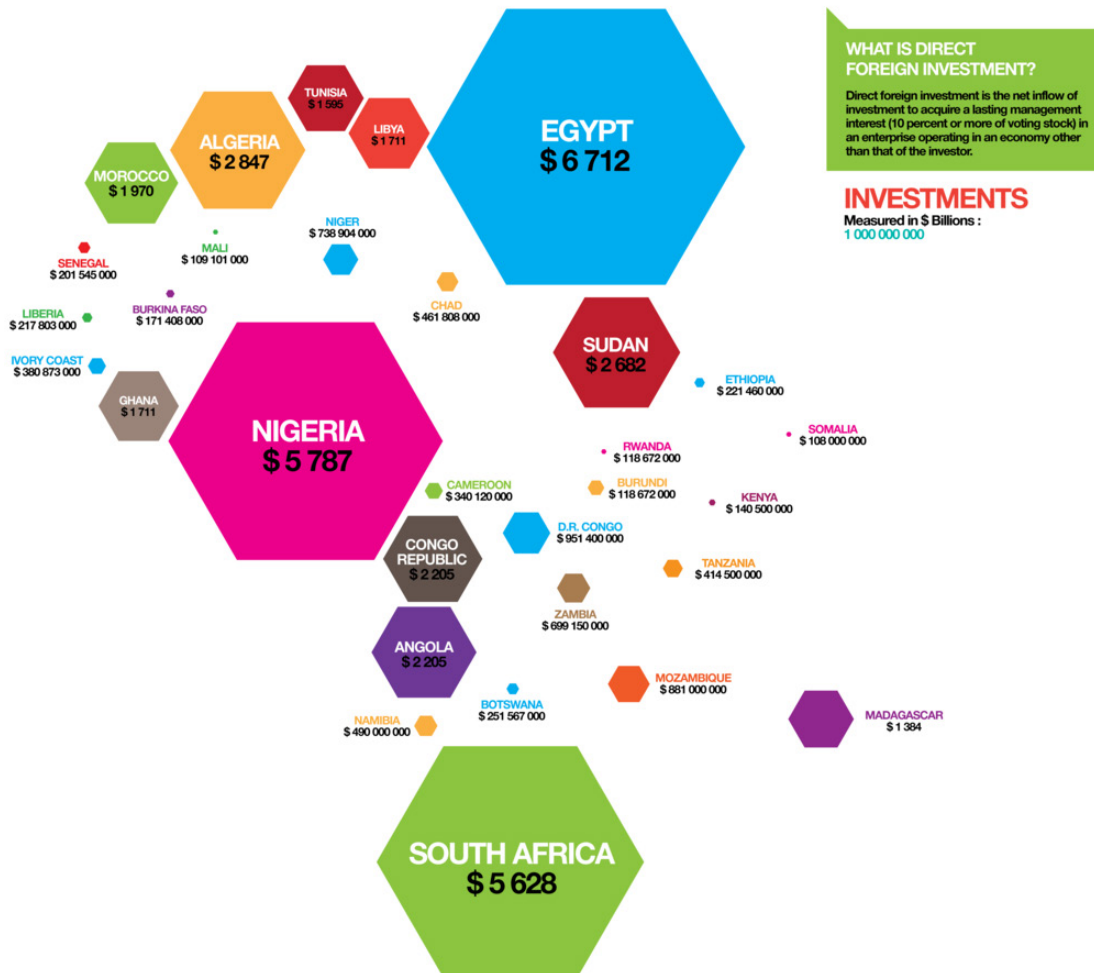 WHAT IS DIRECT
FOREIGN INVESTMENT?
Direct foreign investment is the net inflow of
investment to acquire a lasting management
interest (10 percent or more of voting stock) in
an enterprise operating in an economy other
than that of the investor.
INVESTMENTS
Measured in $ Billions :
1 000 000 000
TUNISIA
$ 1 595
LIBYA
$ 1 711
EGYPT
$ 6 712
ALGERIA
$ 2 847
MOROCCO
$ 1 970
NIGER
$ 738 904 000
MALI
$ 109 101 000
SENEGAL
$ 201 545 000
CHAD
$ 461 808 000
BURKINA FASO
$ 171 408 000
LIBERIA
$ 217 803 000
SUDAN
$ 2 682
IVORY COAST
$ 380 873 000
ETHIOPIA
$ 221 460 000
GHANA
$ 1 711
NIGERIA
$ 5 787
SOMALIA
$ 108 000 000
RWANDA
$ 118 672 000
CAMEROON
$ 340 120 000
BURUNDI
$ 118 672 000
KENYA
$ 140 500 000
D.R. CONGO
$ 951 400 000
CONGO
REPUBLIC
$ 2 205
TANZANIA
$ 414 500 000
ZAMBIA
$ 699 150 000
ANGOLA
$ 2 205
MOZAMBIQUE
$ 881 000 000
BOTSWANA
$ 251 567 000
MADAGASCAR
$ 1 384
NAMIBIA
$ 490 000 000
SOUTH AFRICA
$ 5 628